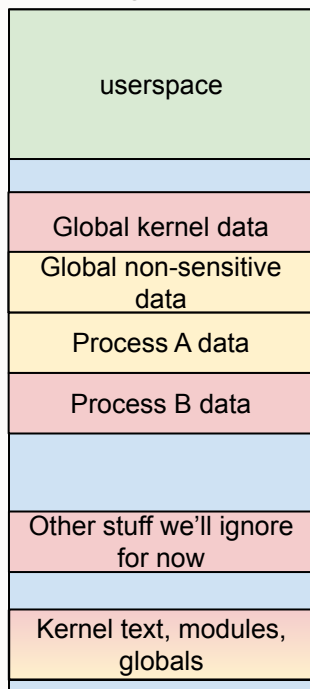 userspace
Global kernel data
Global non-sensitive
data
Process A data
Process B data
Other stuff we'll ignore
for now
Kernel text, modules,
globals